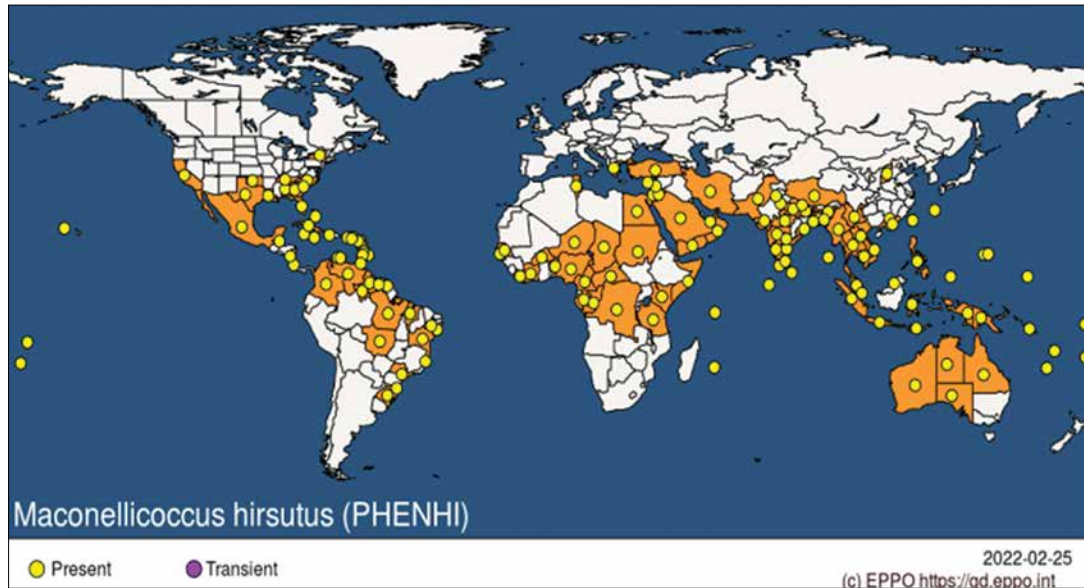 Maconellicoccus hirsutus (PHENHI)
Present
Transient
2022-02-25
(c) EPPO https://gd.eppo.int